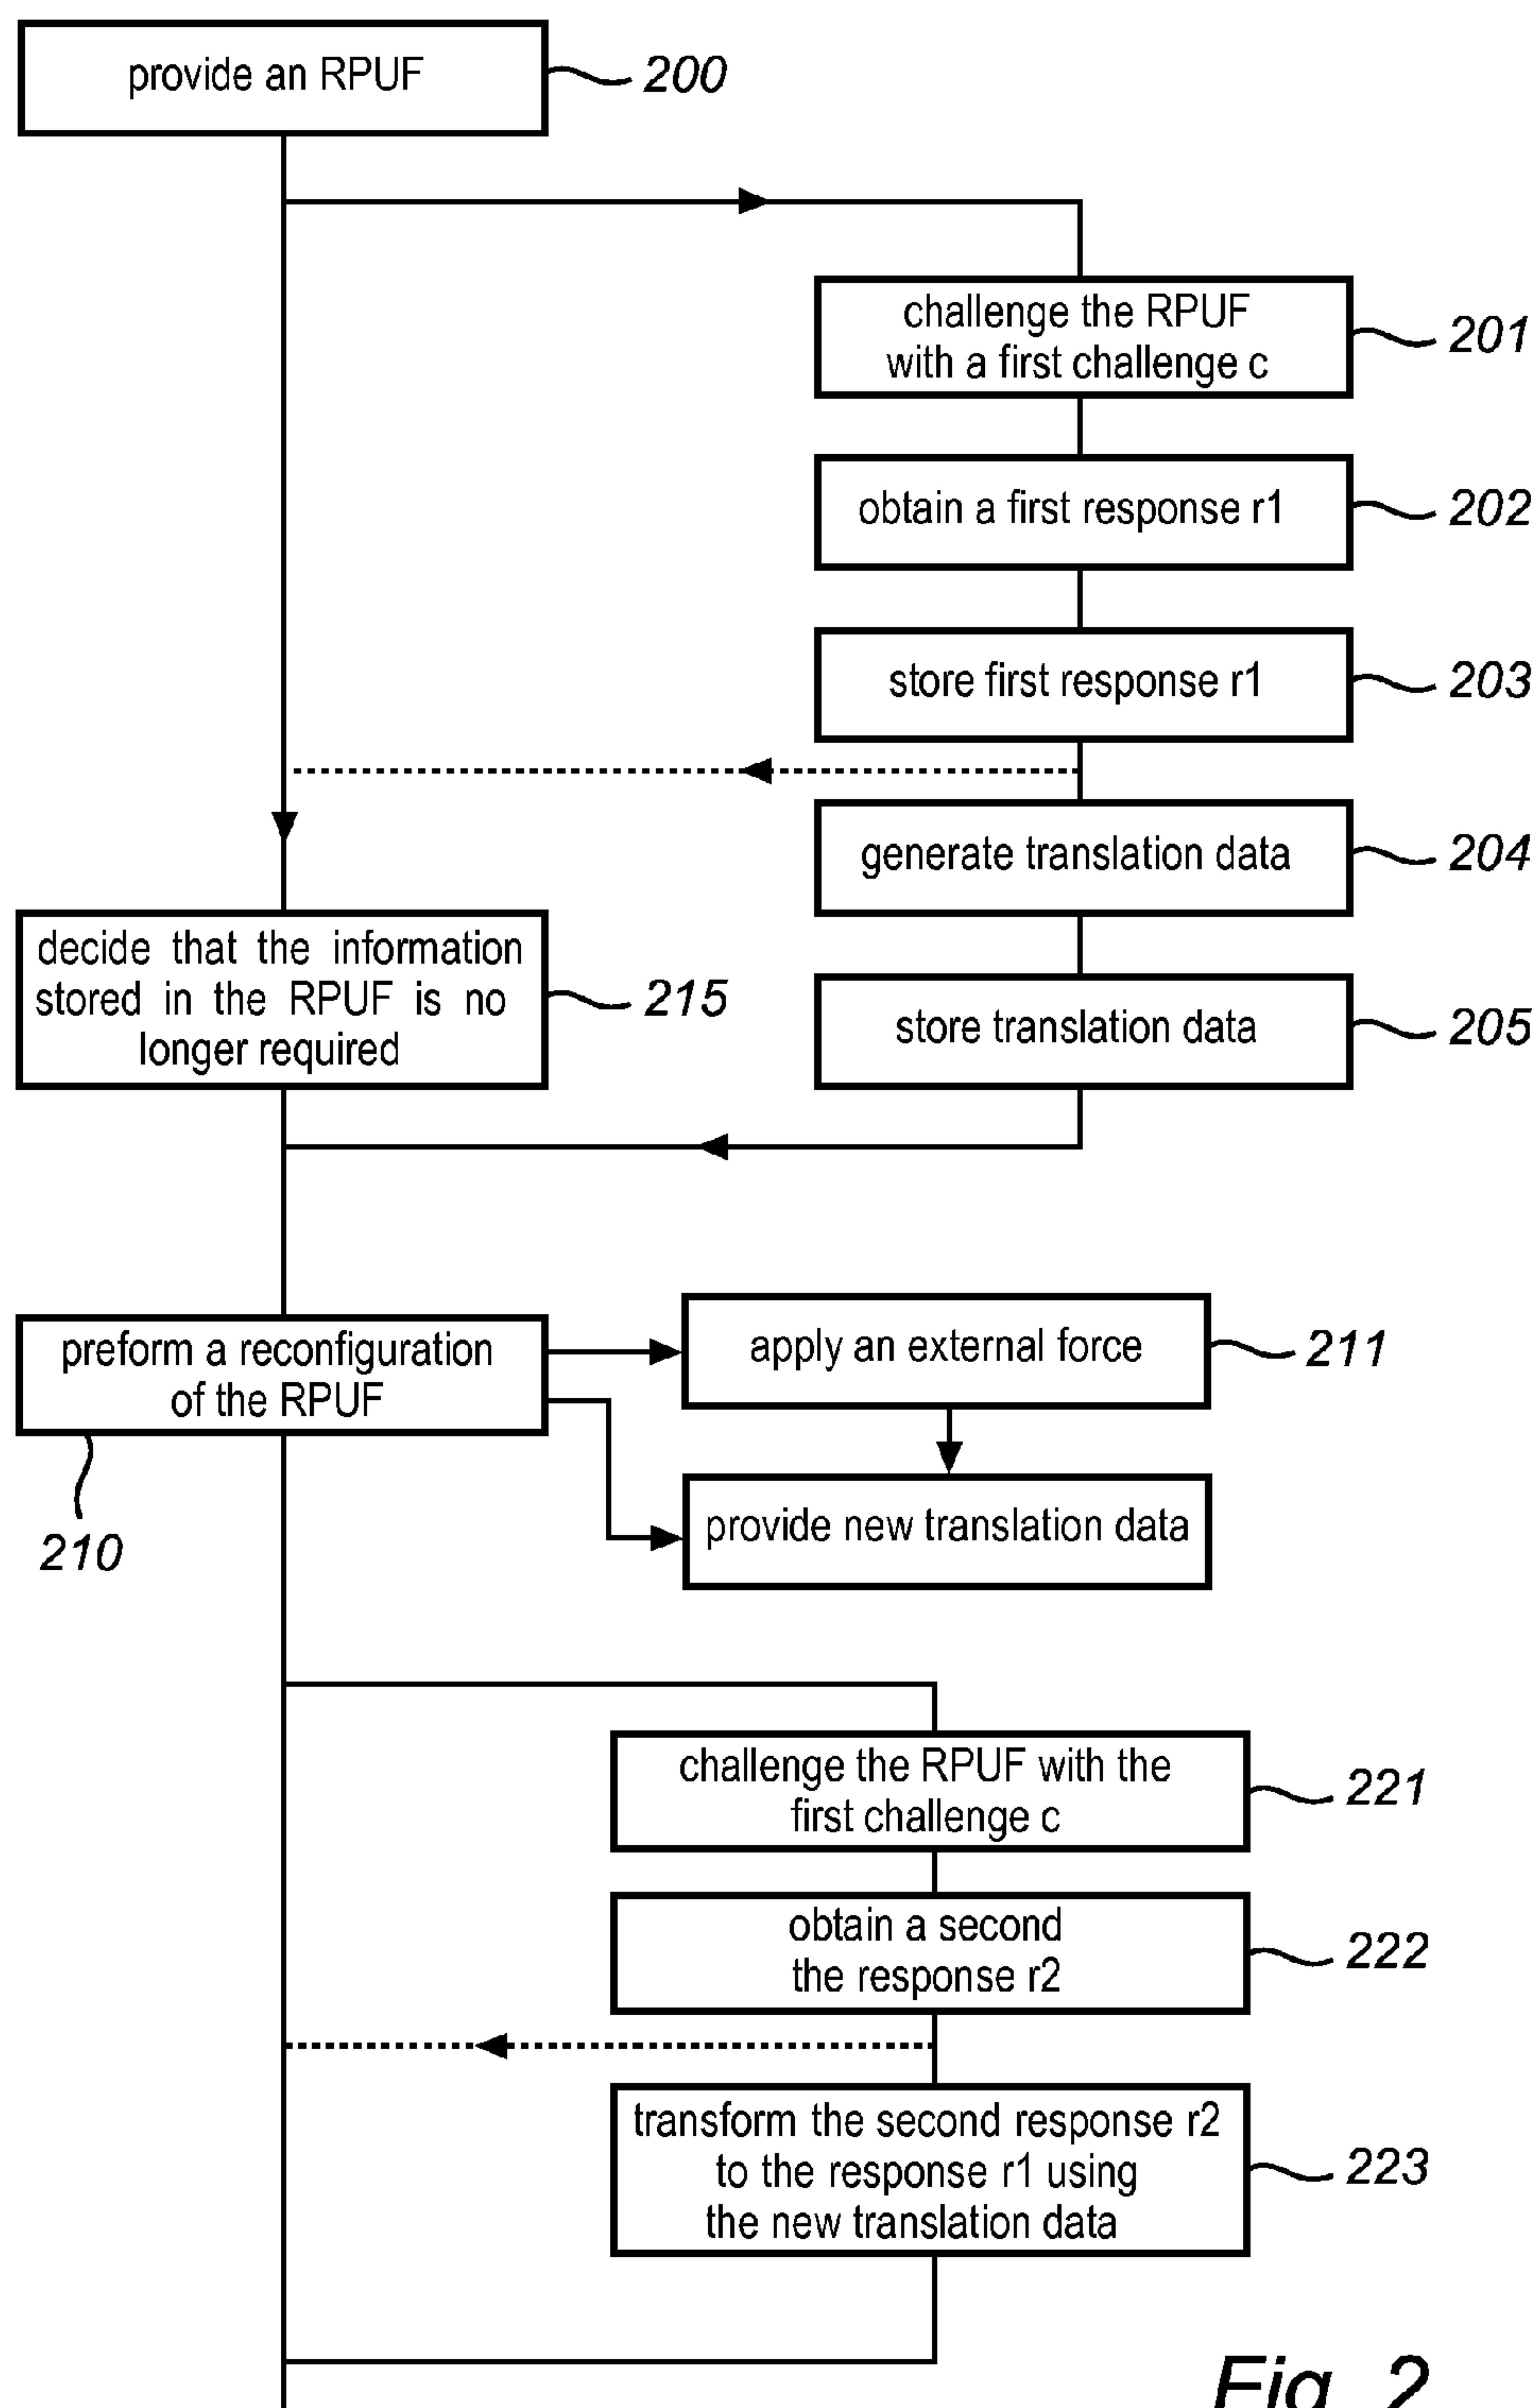 provide an RPUF
200
challenge the RPUF
with a first challenge c
201
obtain a first response r1
202
store first response r1
203
generate translation data
204
decide that the information
stored in the RPUF is no
longer required
215
store translation data
205
preform a reconfiguration
of the RPUF
210
apply an external force
211
provide new translation data
challenge the RPUF with the
first challenge c
221
obtain a second
the response r2
222
transform the second response r2
to the response r1 using
the new translation data
223
Fig. 2